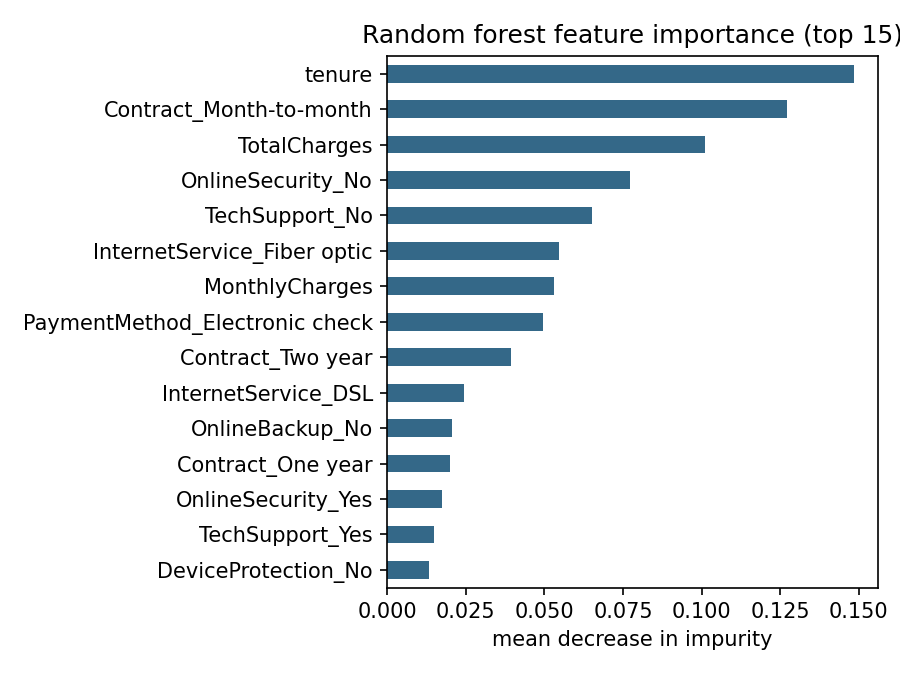 Random forest feature importance (top 15)
tenure
Contract_Month-to-month
TotalCharges
OnlineSecurity_No
TechSupport_No
InternetService_Fiber optic
MonthlyCharges
PaymentMethod_Electronic check
Contract_Two year
InternetService_DSL
OnlineBackup_No
Contract_One year
OnlineSecurity_Yes
TechSupport_Yes
DeviceProtection_No
0.000 0.025 0.050 0.075 0.100 0.125 0.150
mean decrease in impurity